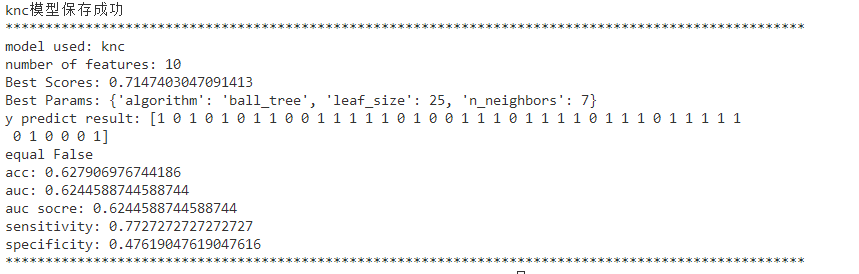 knc模型保存成功
****************************************************************************************************
model used: knc
number of features: 10
Best Scores: 0.7147403047091413
Best Params: {'algorithm': 'ball_tree', 'leaf_size': 25, 'n_neighbors': 7}
y predict result: [1 0 1 0 1 0 1 1 0 0 1 1 1 1 1 0 1 0 0 1 1 1 0 1 1 1 1 0 1 1 1 0 1 1 1 1 1
 0 1 0 0 0 1]
equal False
acc: 0.627906976744186
auc: 0.6244588744588744
auc socre: 0.6244588744588744
sensitivity: 0.7727272727272727
specificity: 0.47619047619047616
****************************************************************************************************